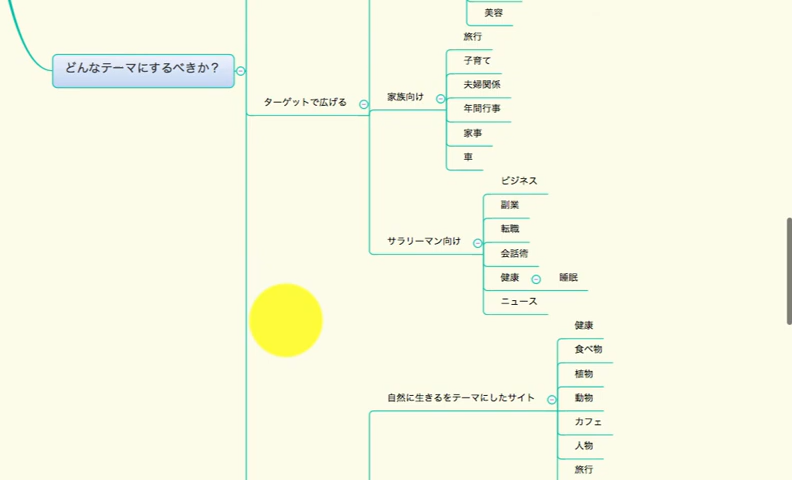 美容
どんなテーマにするべきか？
ターゲットで広げる
家族向け
旅行
子育て
夫婦関係
年間行事
家事
車
サラリーマン向け
ビジネス
副業
転職
会話術
健康
睡眠
ニュース
自然に生きるをテーマにしたサイト
健康
食べ物
植物
動物
カフェ
人物
旅行